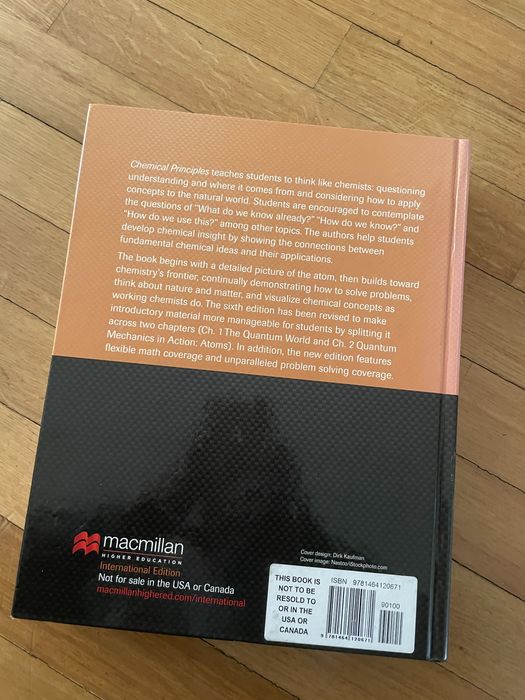 Chemical Principles teaches students to think like chemists: questioning
understanding and where it comes from and considering how to apply
concepts to the natural world. Students are encouraged to contemplate
the questions of "What do we know already?" "How do we know?" and
"How do we use this?" among other topics. The authors help students
develop chemical insight by showing the connections between
fundamental chemical ideas and their applications.
The book begins with a detailed picture of the atom, then builds toward
chemistry's frontier, continually demonstrating how to solve problems,
think about nature and matter, and visualize chemical concepts as
working chemists do. The sixth edition has been revised to make
introductory material more manageable for students by splitting it
across two chapters (Ch. 1 The Quantum World and Ch. 2 Quantum
Mechanics in Action: Atoms). In addition, the new edition features
flexible math coverage and unparalleled problem solving coverage.
macmillan
HIGHER EDUCATION
International Edition
Not for sale in the USA or Canada
macmillanhighered.com/international
Cover design: Dirk Kaufman
Cover image: Nastco/iStockphoto.com
THIS BOOK IS
NOT TO BE
RESOLD TO
OR IN THE
USA OR
CANADA
ISBN 9781464120671
90100
9 781464 120671